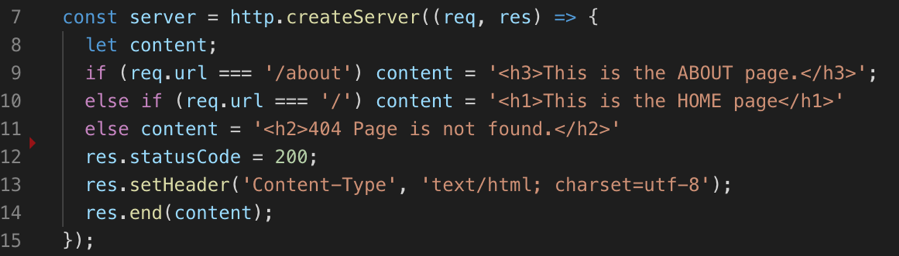 7 const server = http.createServer((req, res) => {
8 let content;
9 if (req.url === '/about') content = '<h3>This is the ABOUT page.</h3>';
10 else if (req.url === '/') content = '<h1>This is the HOME page</h1>'
11 else content = '<h2>404 Page is not found.</h2>'
12 res.statusCode = 200;
13 res.setHeader('Content-Type', 'text/html; charset=utf-8');
14 res.end(content);
15 });